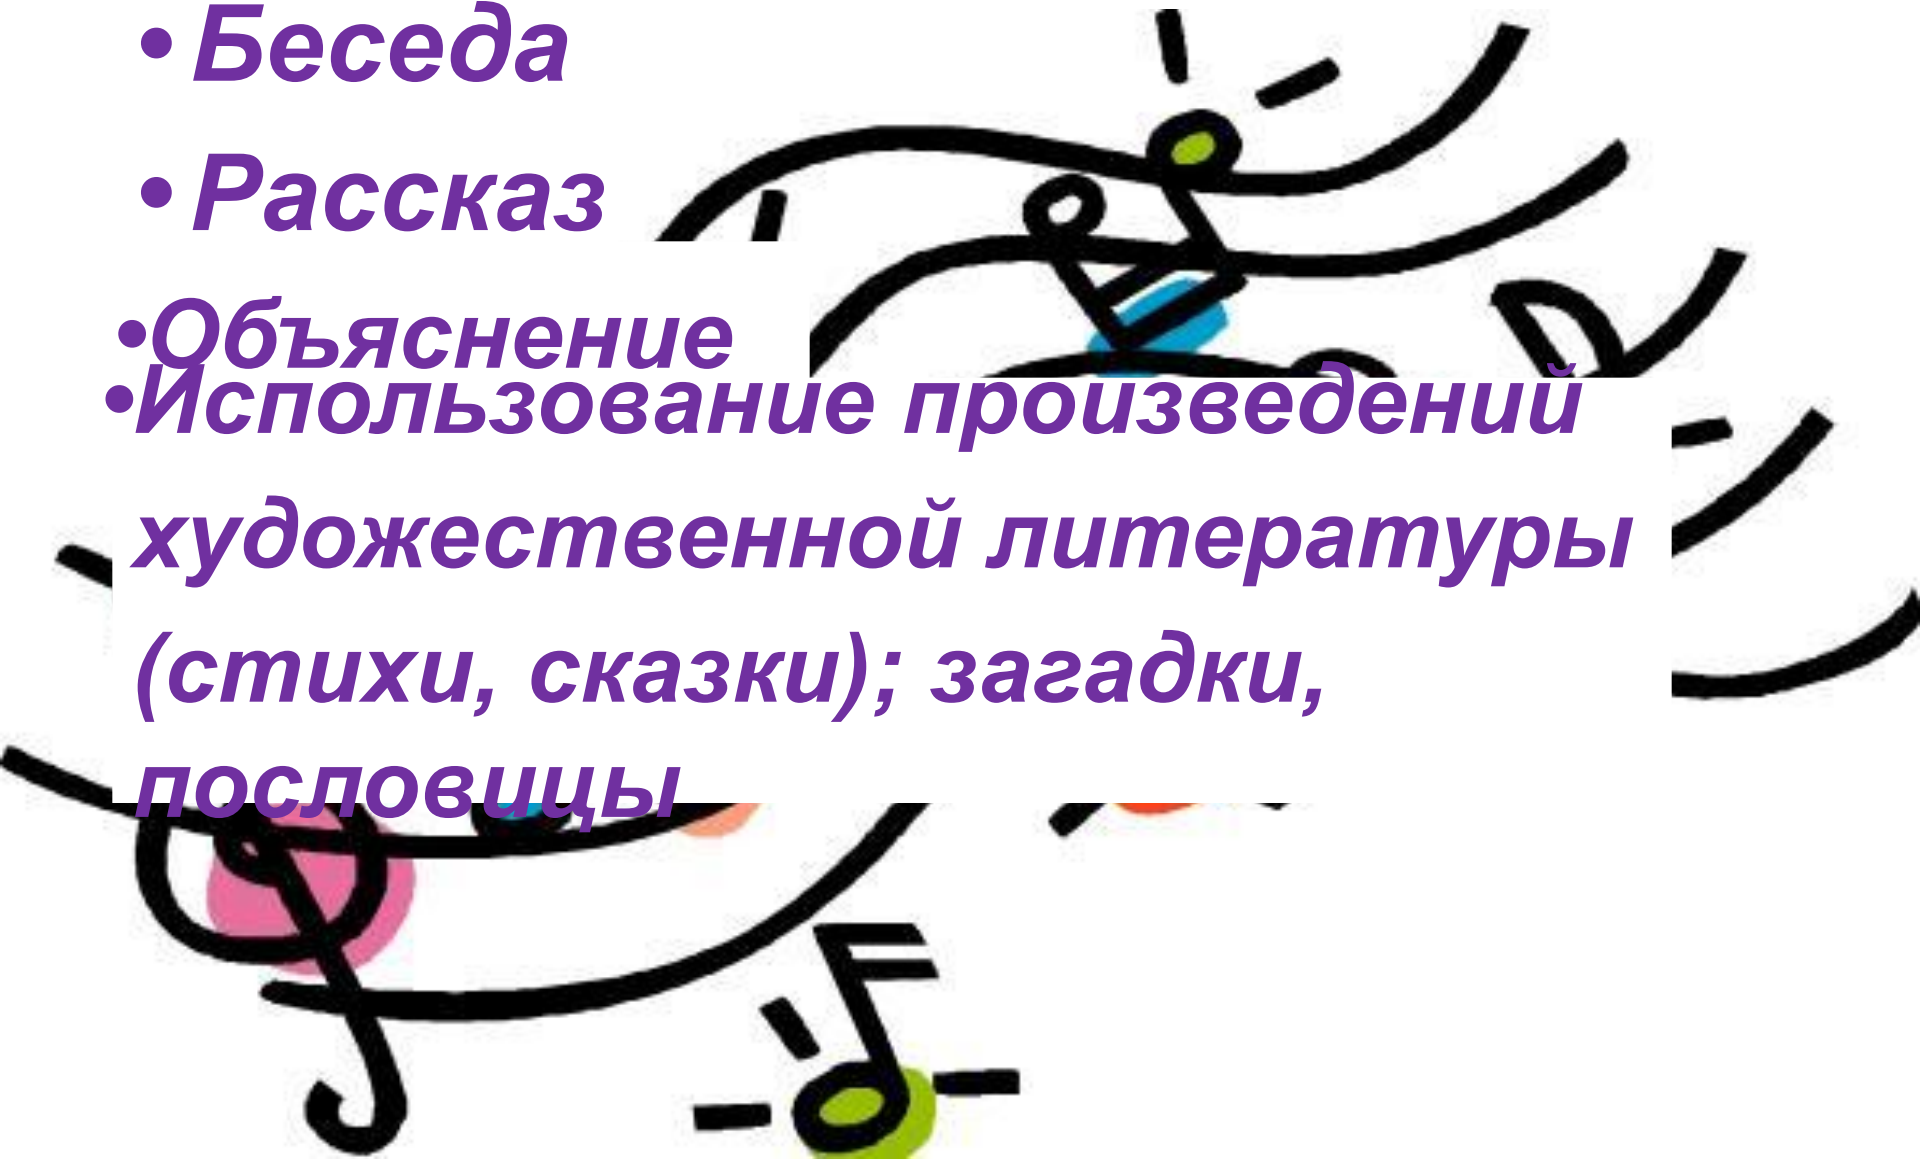 •Беседа
•Рассказ
•Объяснение
•Использование произведений
художественной литературы
(стихи, сказки); загадки,
пословицы